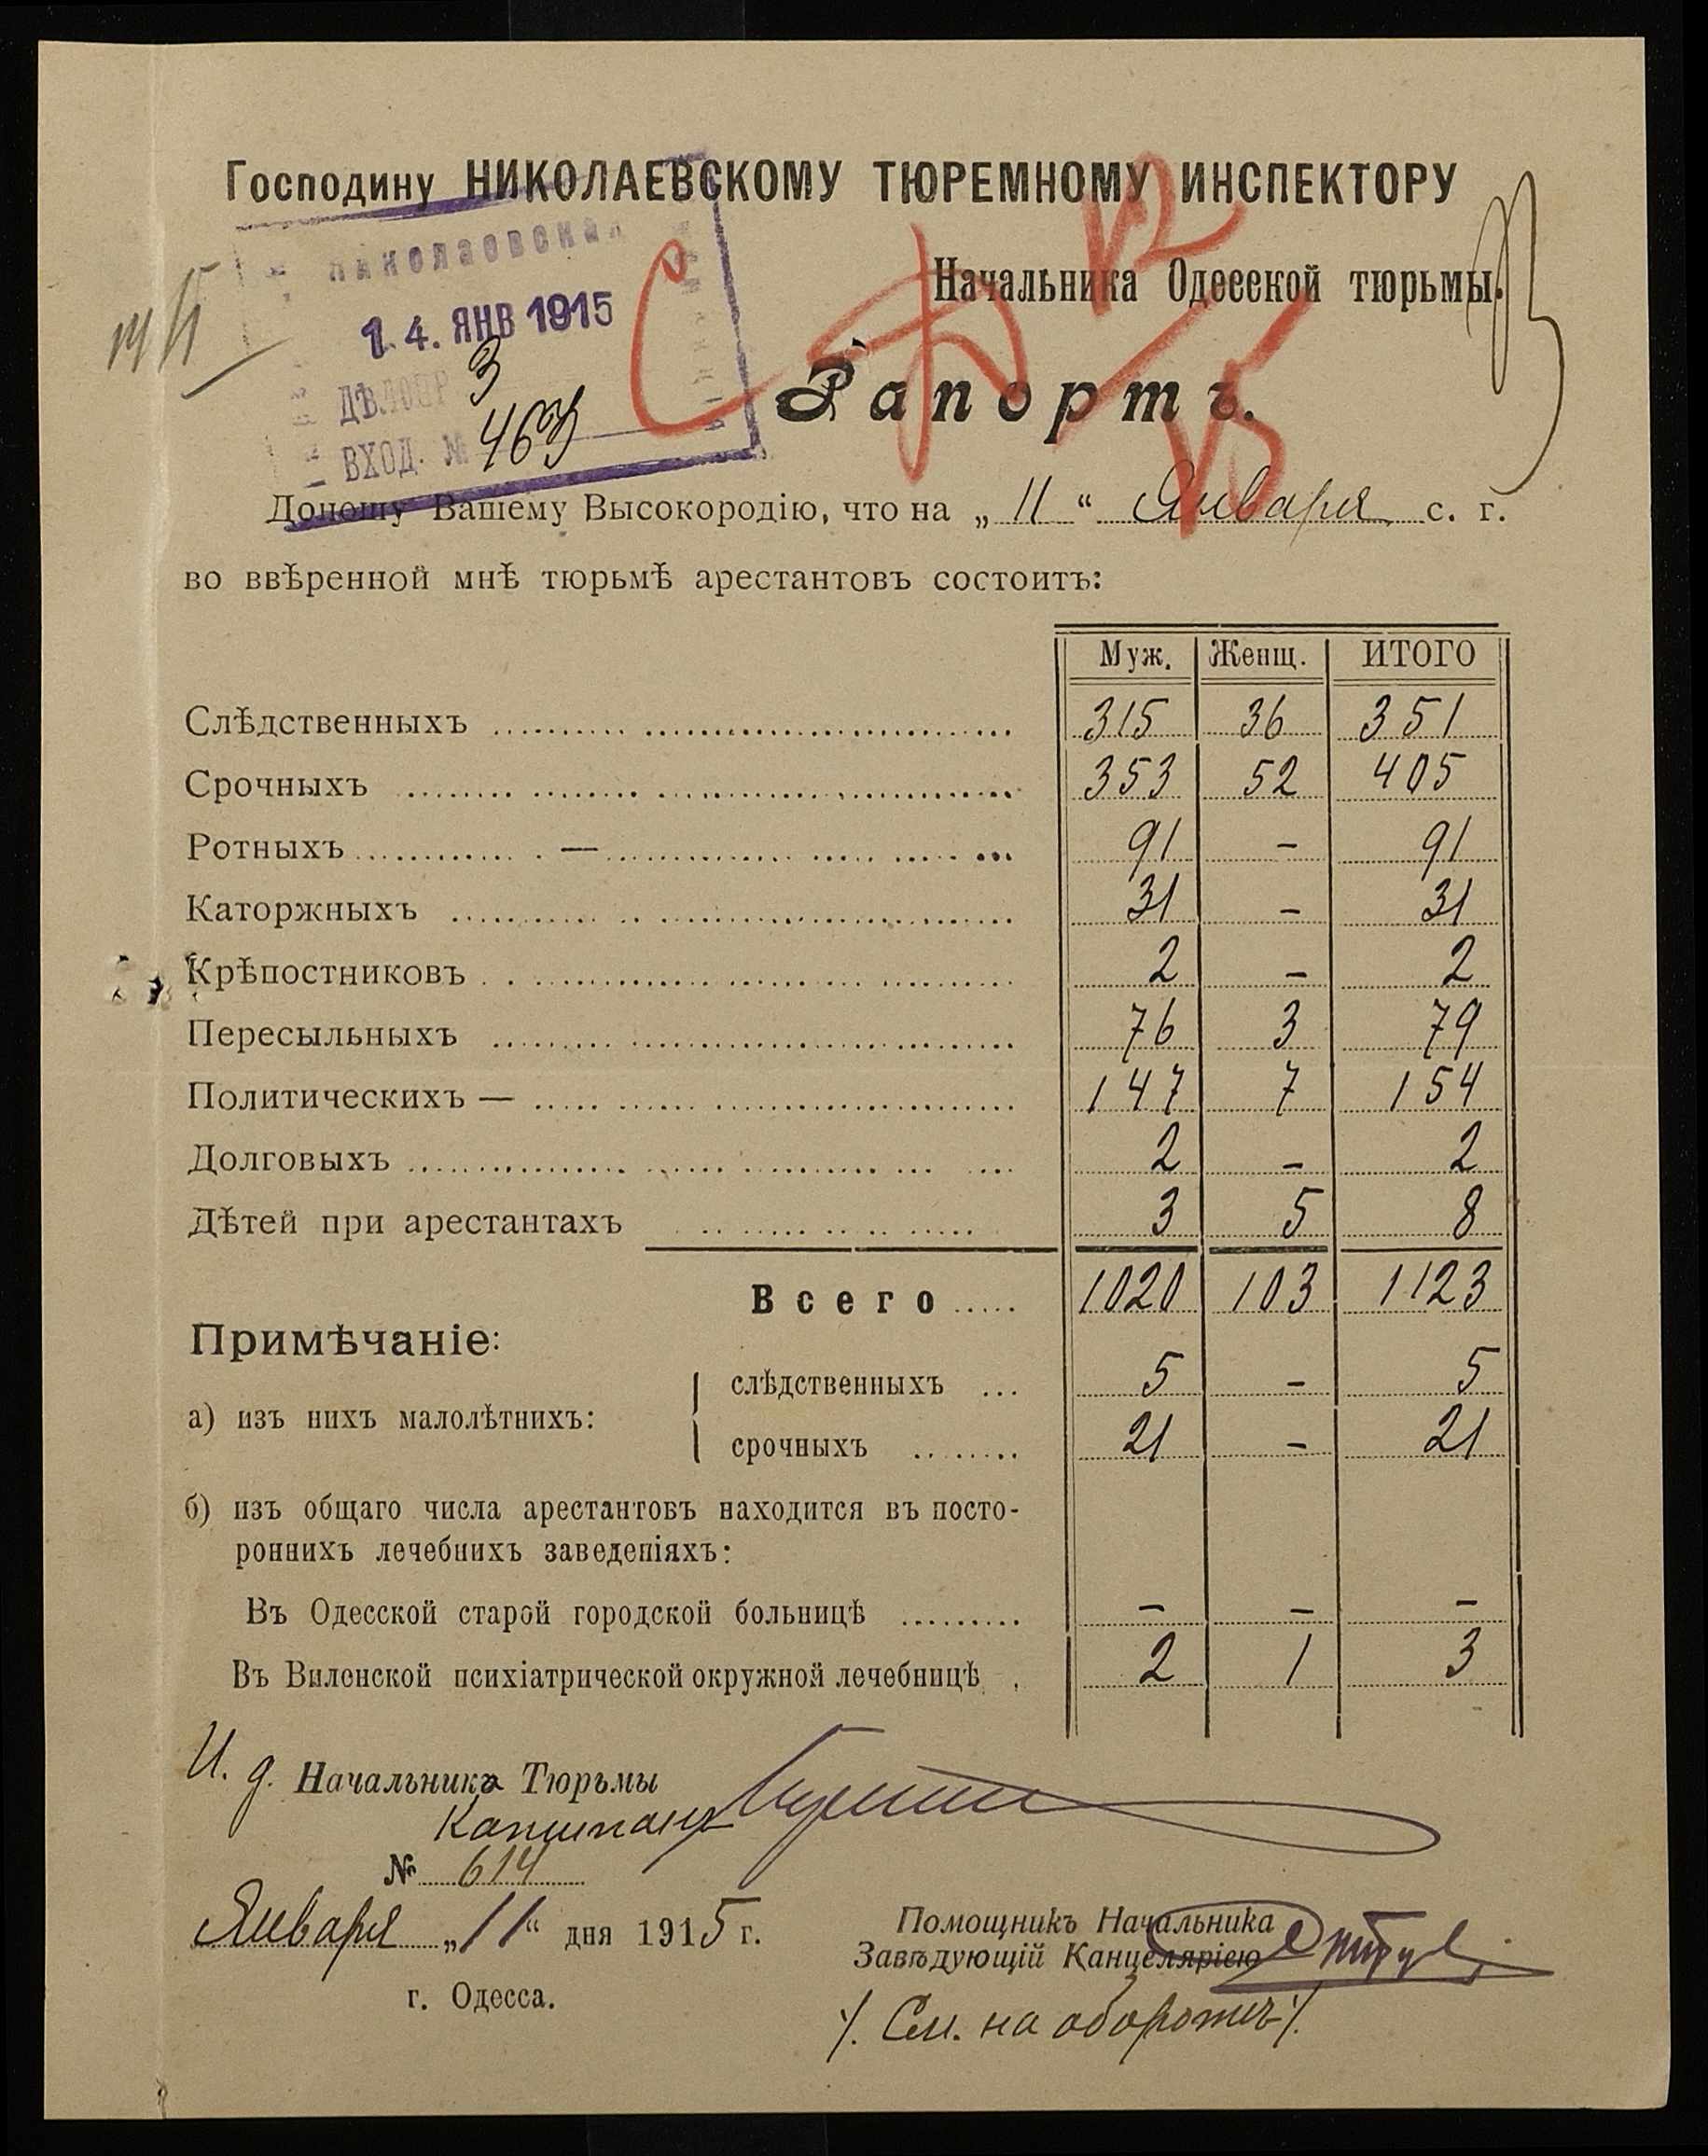 Господину НИКОЛАЕВСКОМУ ТЮРЕМНОМУ ИНСПЕКТОРУ
Николаевская
14. ЯНВ 1915
ДѢЛОПР 3
ВХОД. №
Начальника Одесской тюрьмы.
Рапортъ.
Доношу Вашему Высокородію, что на „11“ Января с. г.
во ввѣренной мнѣ тюрьмѣ арестантовъ состоитъ:
Муж. Женщ. ИТОГО
Слѣдственныхъ 315 36 351
Срочныхъ 353 52 405
Ротныхъ — 91 - 91
Каторжныхъ 31 - 31
Крѣпостниковъ 2 - 2
Пересыльныхъ 76 3 79
Политическихъ — 147 7 154
Долговыхъ 2 - 2
Дѣтей при арестантахъ 3 5 8
Всего 1020 103 1123
Примѣчаніе:
слѣдственныхъ 5 - 5
а) изъ нихъ малолѣтнихъ:
срочныхъ 21 - 21
б) изъ общаго числа арестантовъ находится въ посто-
роннихъ лечебнихъ заведеніяхъ:
Въ Одесской старой городской больницѣ - - -
Въ Виленской психіатрической окружной лечебницѣ 2 1 3
И. д. Начальника Тюрьмы
Капитанъ
№ 614
Января „11“ дня 1915 г.
г. Одесса.
Помощникъ Начальника
Завѣдующій Канцелярією
/. См. на оборотѣ /.